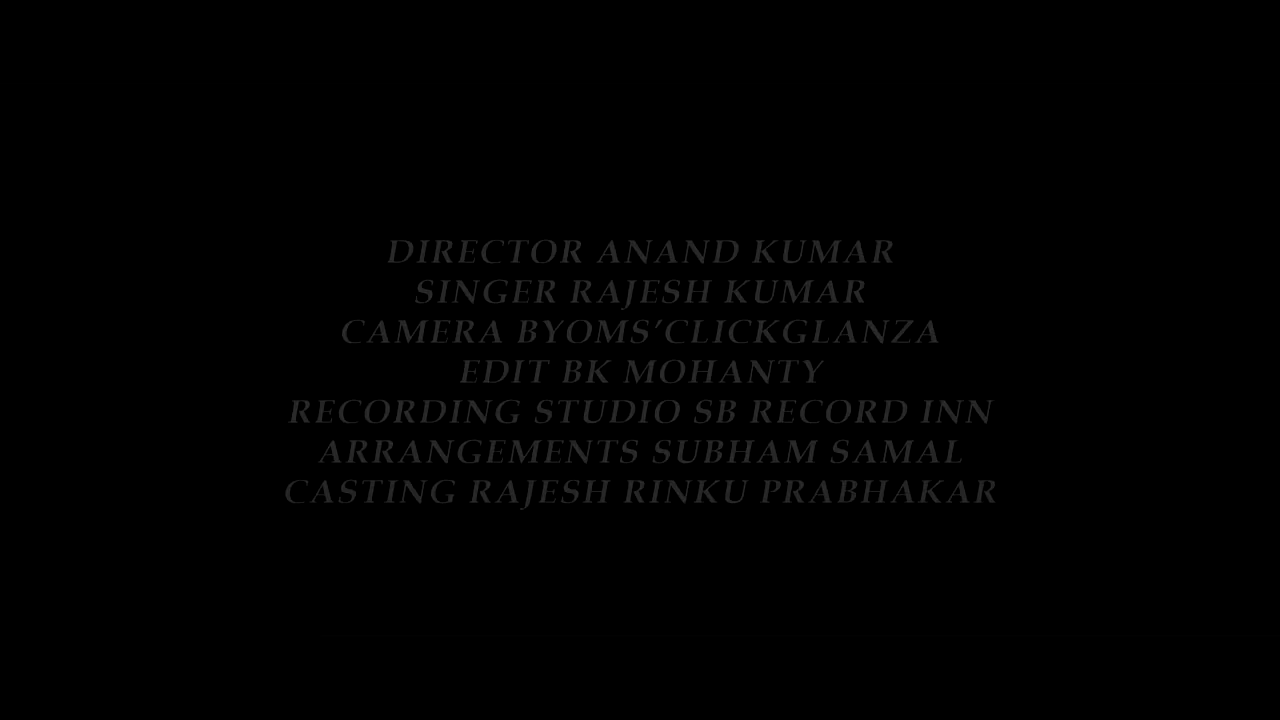 DIRECTOR ANAND KUMAR
SINGER RAJESH KUMAR
CAMERA BYOMS’CLICKGLANZA
EDIT BK MOHANTY
RECORDING STUDIO SB RECORD INN
ARRANGEMENTS SUBHAM SAMAL
CASTING RAJESH RINKU PRABHAKAR